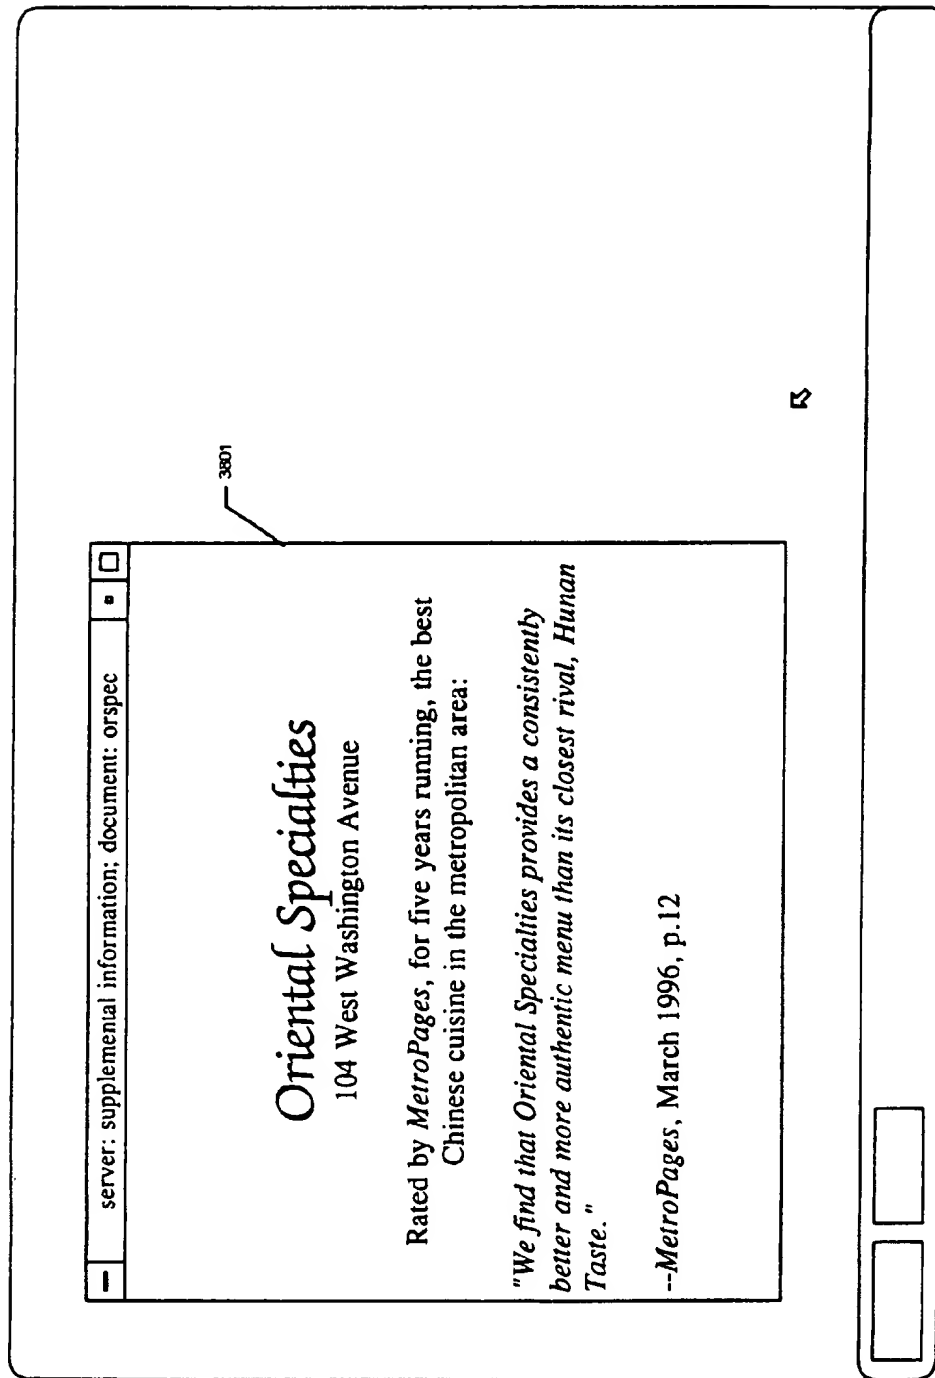 server: supplemental information; document: orspec
3801
Oriental Specialties
104 West Washington Avenue
Rated by MetroPages, for five years running, the best
Chinese cuisine in the metropolitan area:
"We find that Oriental Specialties provides a consistently
better and more authentic menu than its closest rival, Hunan
Taste."
--MetroPages, March 1996, p.12